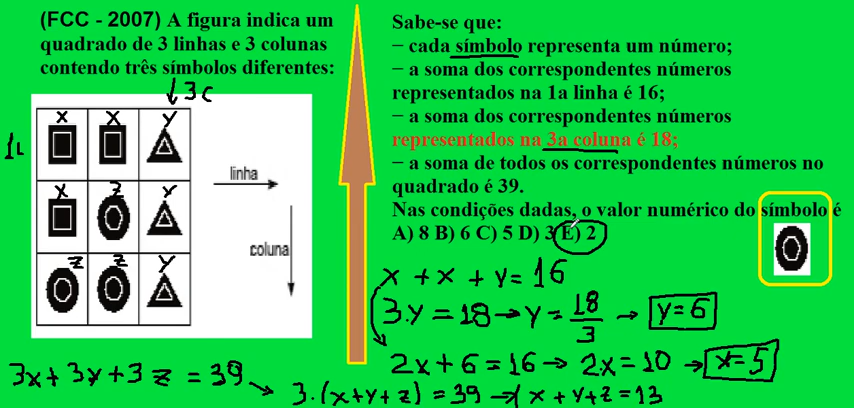 (FCC - 2007) A figura indica um
quadrado de 3 linhas e 3 colunas
contendo três símbolos diferentes:
3C
1L
x x y
x z y
z z y
linha
coluna
Sabe-se que:
− cada símbolo representa um número;
− a soma dos correspondentes números
representados na 1a linha é 16;
− a soma dos correspondentes números
representados na 3a coluna é 18;
− a soma de todos os correspondentes números no
quadrado é 39.
Nas condições dadas, o valor numérico do símbolo é
A) 8 B) 6 C) 5 D) 3 E) 2
x + x + y = 16
3.y = 18 → y = 18/3 → y = 6
2x + 6 = 16 → 2x = 10 → x = 5
3x + 3y + 3z = 39 → 3.(x+y+z) = 39 → x + y + z = 13